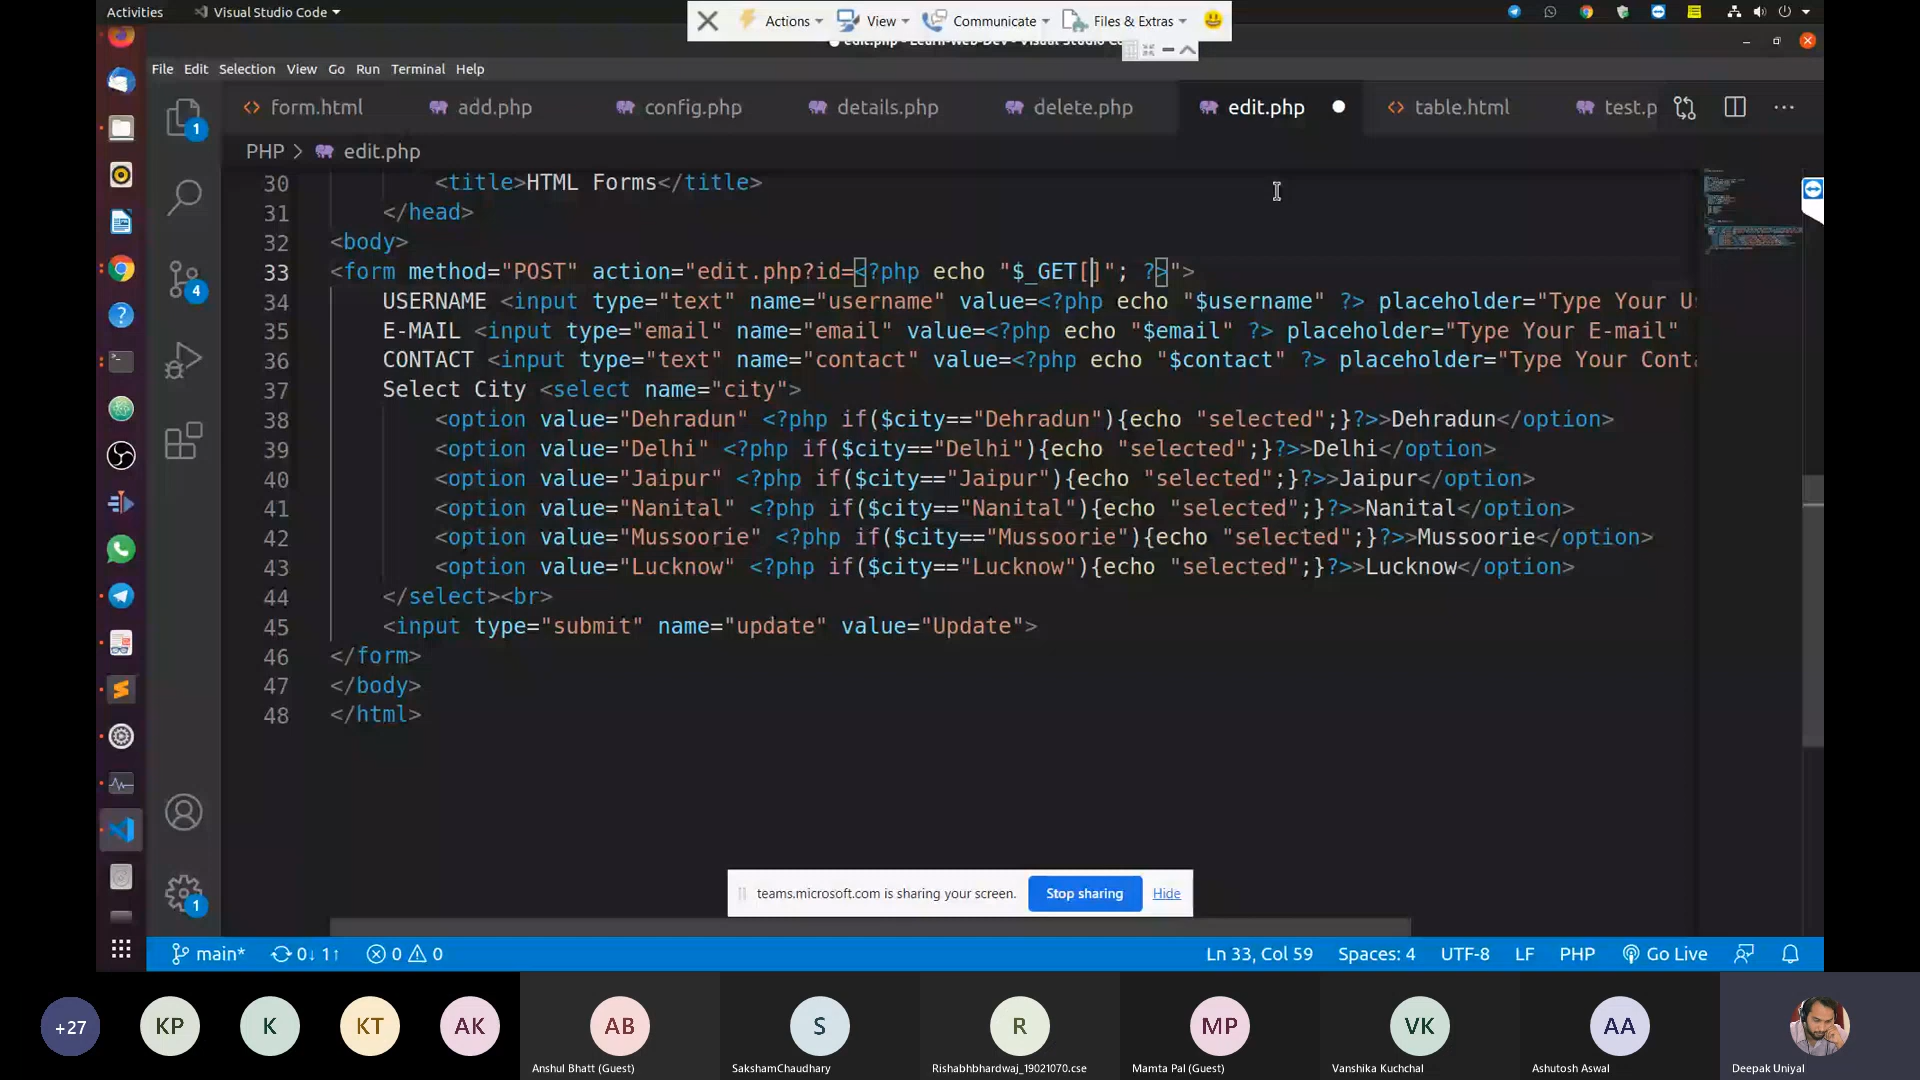 Activities
Visual Studio Code
Actions
View
Communicate
Files & Extras
edit.php - Learn-Web-Dev - Visual Studio Co
File Edit Selection View Go Run Terminal Help
form.html
add.php
config.php
details.php
delete.php
edit.php
table.html
test.p
PHP > edit.php
30 <title>HTML Forms</title>
31 </head>
32 <body>
33 <form method="POST" action="edit.php?id=<?php echo "$_GET[]"; ?>">
34 USERNAME <input type="text" name="username" value=<?php echo "$username" ?> placeholder="Type Your U
35 E-MAIL <input type="email" name="email" value=<?php echo "$email" ?> placeholder="Type Your E-mail"
36 CONTACT <input type="text" name="contact" value=<?php echo "$contact" ?> placeholder="Type Your Conta
37 Select City <select name="city">
38 <option value="Dehradun" <?php if($city=="Dehradun"){echo "selected";}?>>Dehradun</option>
39 <option value="Delhi" <?php if($city=="Delhi"){echo "selected";}?>>Delhi</option>
40 <option value="Jaipur" <?php if($city=="Jaipur"){echo "selected";}?>>Jaipur</option>
41 <option value="Nanital" <?php if($city=="Nanital"){echo "selected";}?>>Nanital</option>
42 <option value="Mussoorie" <?php if($city=="Mussoorie"){echo "selected";}?>>Mussoorie</option>
43 <option value="Lucknow" <?php if($city=="Lucknow"){echo "selected";}?>>Lucknow</option>
44 </select><br>
45 <input type="submit" name="update" value="Update">
46 </form>
47 </body>
48 </html>
1
4
1
teams.microsoft.com is sharing your screen.
Stop sharing
Hide
main*
0↓ 1↑
0
0
Ln 33, Col 59
Spaces: 4
UTF-8
LF
PHP
Go Live
+27
KP
K
KT
AK
AB
S
R
MP
VK
AA
Anshul Bhatt (Guest)
SakshamChaudhary
Rishabhbhardwaj_19021070.cse
Mamta Pal (Guest)
Vanshika Kuchchal
Ashutosh Aswal
Deepak Uniyal